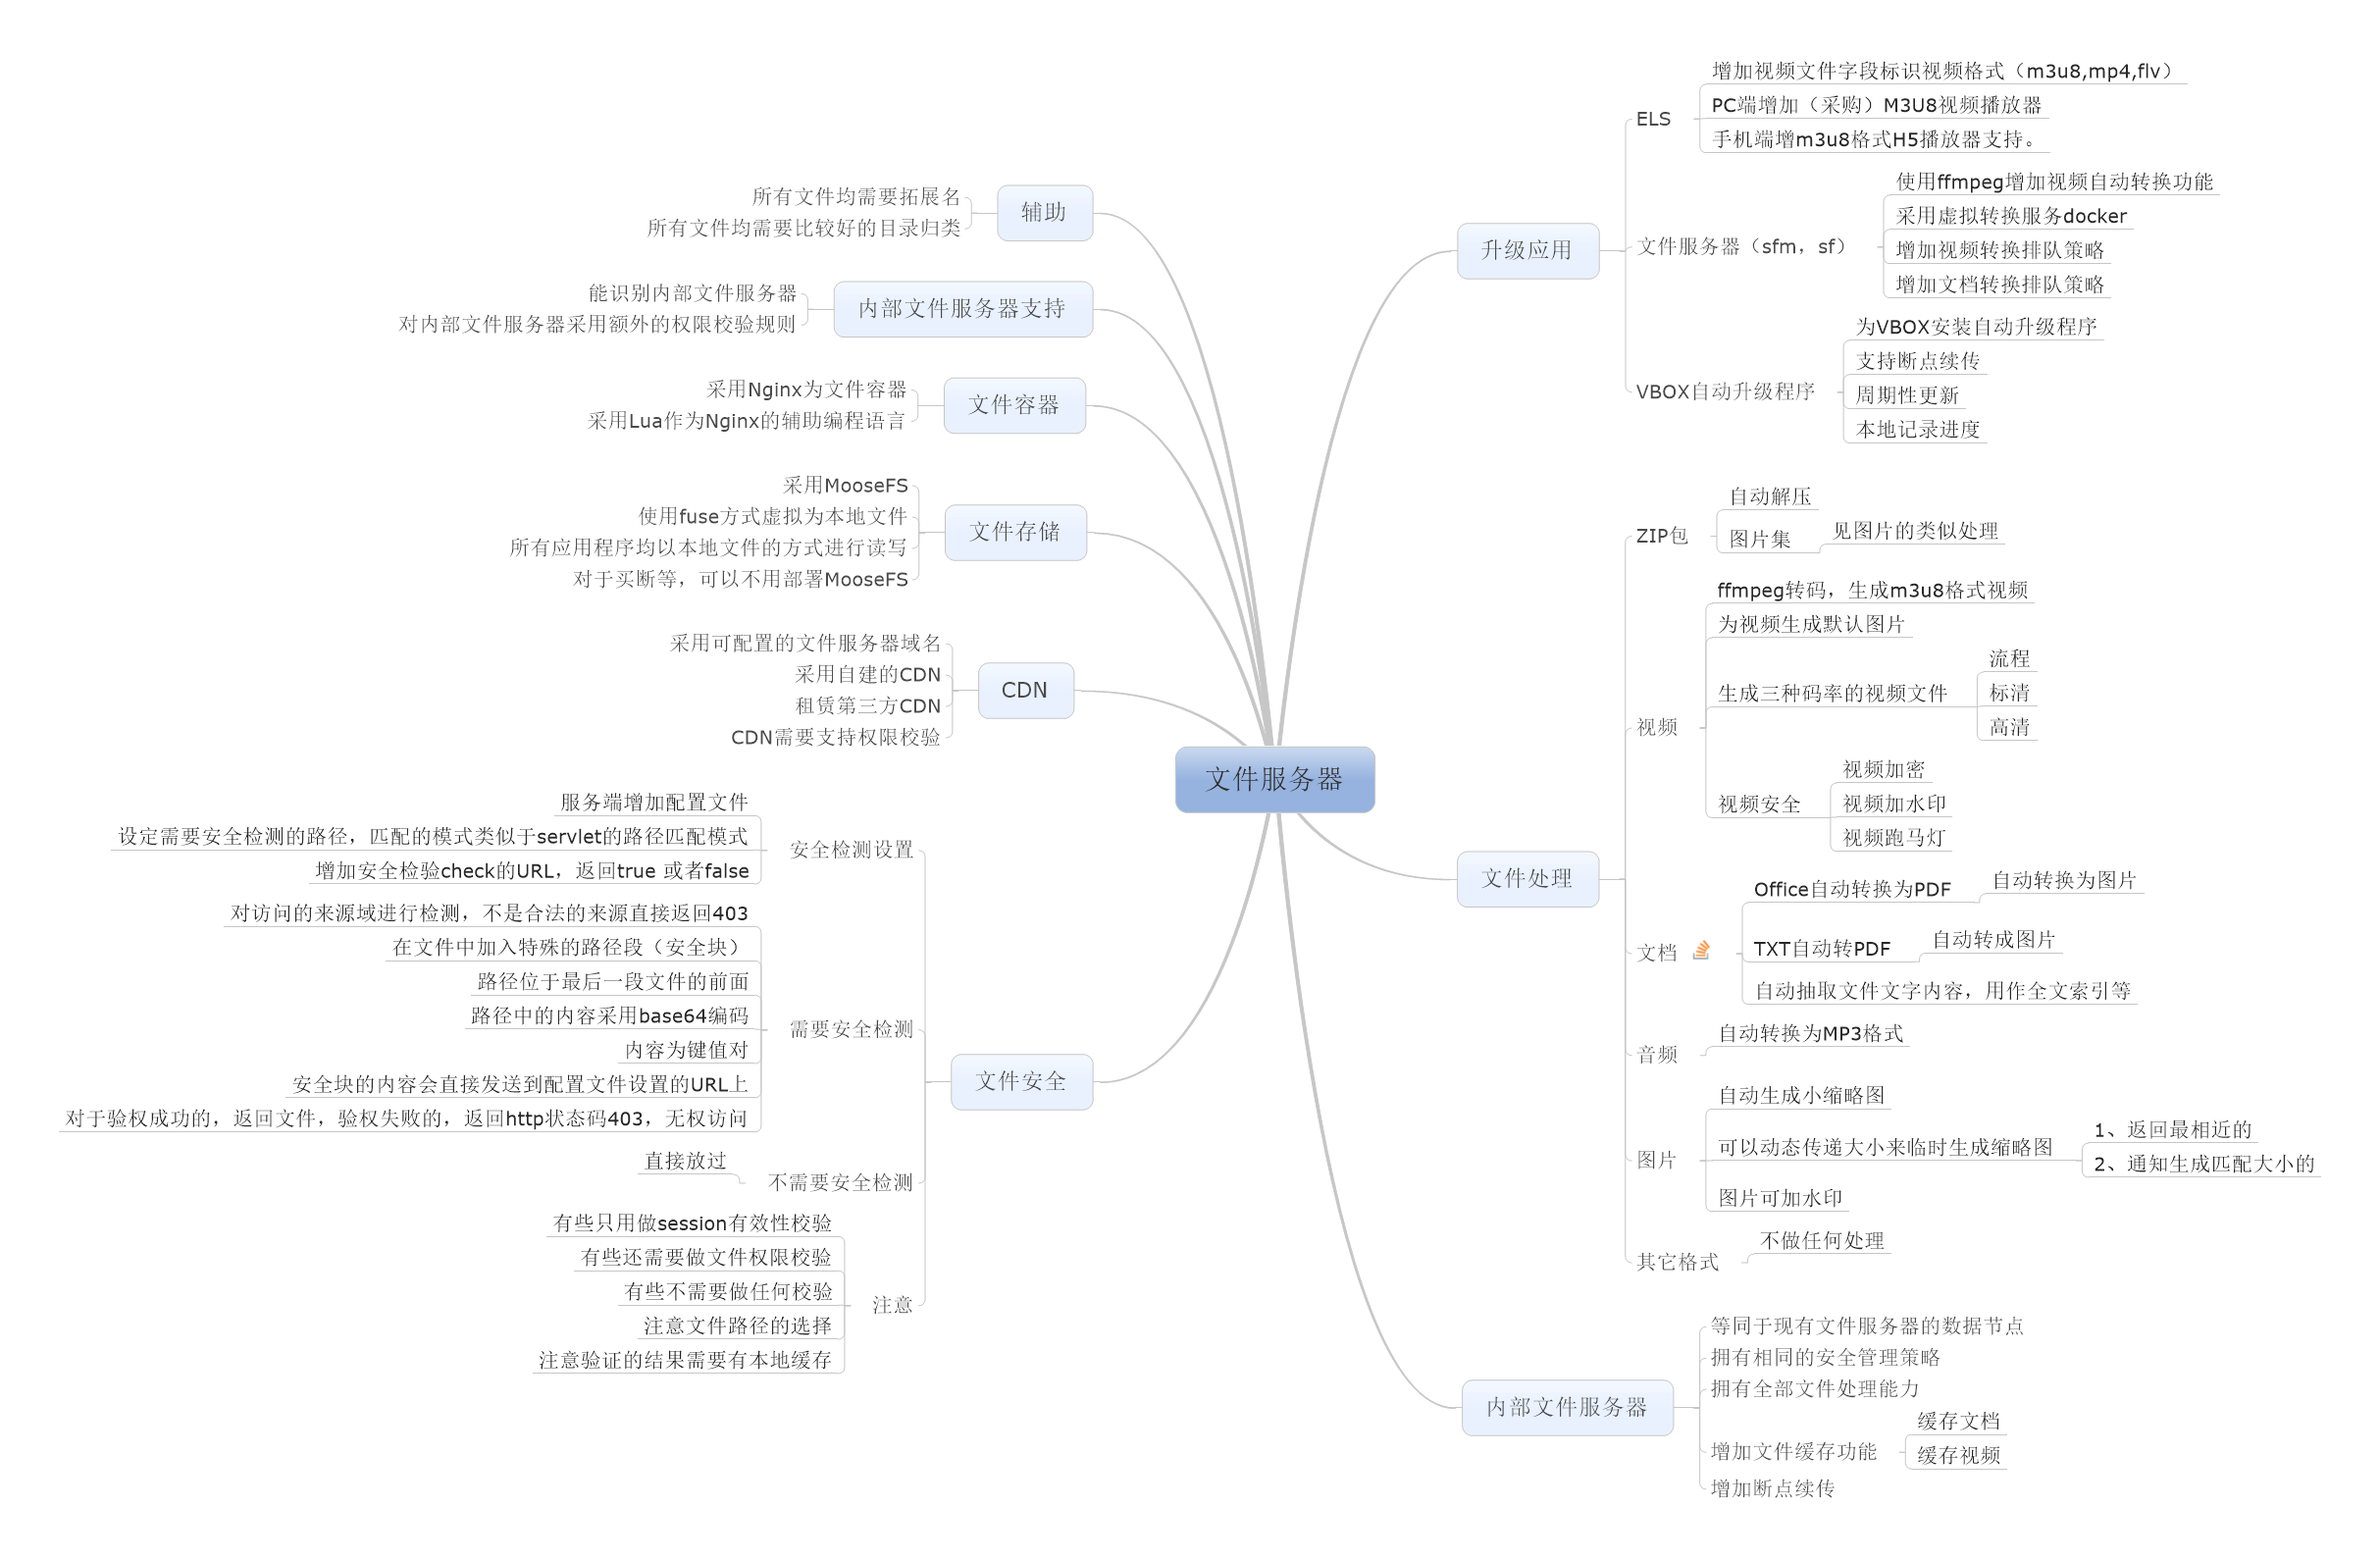 文件服务器
升级应用
ELS
增加视频文件字段标识视频格式（m3u8,mp4,flv）
PC端增加（采购）M3U8视频播放器
手机端增m3u8格式H5播放器支持。
文件服务器（sfm，sf）
使用ffmpeg增加视频自动转换功能
采用虚拟转换服务docker
增加视频转换排队策略
增加文档转换排队策略
VBOX自动升级程序
为VBOX安装自动升级程序
支持断点续传
周期性更新
本地记录进度
文件处理
ZIP包
自动解压
图片集
见图片的类似处理
视频
ffmpeg转码，生成m3u8格式视频
为视频生成默认图片
生成三种码率的视频文件
流程
标清
高清
视频安全
视频加密
视频加水印
视频跑马灯
文档
Office自动转换为PDF
自动转换为图片
TXT自动转PDF
自动转成图片
自动抽取文件文字内容，用作全文索引等
音频
自动转换为MP3格式
图片
自动生成小缩略图
可以动态传递大小来临时生成缩略图
1、返回最相近的
2、通知生成匹配大小的
图片可加水印
其它格式
不做任何处理
内部文件服务器
等同于现有文件服务器的数据节点
拥有相同的安全管理策略
拥有全部文件处理能力
增加文件缓存功能
缓存文档
缓存视频
增加断点续传
辅助
所有文件均需要拓展名
所有文件均需要比较好的目录归类
内部文件服务器支持
能识别内部文件服务器
对内部文件服务器采用额外的权限校验规则
文件容器
采用Nginx为文件容器
采用Lua作为Nginx的辅助编程语言
文件存储
采用MooseFS
使用fuse方式虚拟为本地文件
所有应用程序均以本地文件的方式进行读写
对于买断等，可以不用部署MooseFS
CDN
采用可配置的文件服务器域名
采用自建的CDN
租赁第三方CDN
CDN需要支持权限校验
文件安全
安全检测设置
服务端增加配置文件
设定需要安全检测的路径，匹配的模式类似于servlet的路径匹配模式
增加安全检验check的URL，返回true 或者false
需要安全检测
对访问的来源域进行检测，不是合法的来源直接返回403
在文件中加入特殊的路径段（安全块）
路径位于最后一段文件的前面
路径中的内容采用base64编码
内容为键值对
安全块的内容会直接发送到配置文件设置的URL上
对于验权成功的，返回文件，验权失败的，返回http状态码403，无权访问
不需要安全检测
直接放过
注意
有些只用做session有效性校验
有些还需要做文件权限校验
有些不需要做任何校验
注意文件路径的选择
注意验证的结果需要有本地缓存